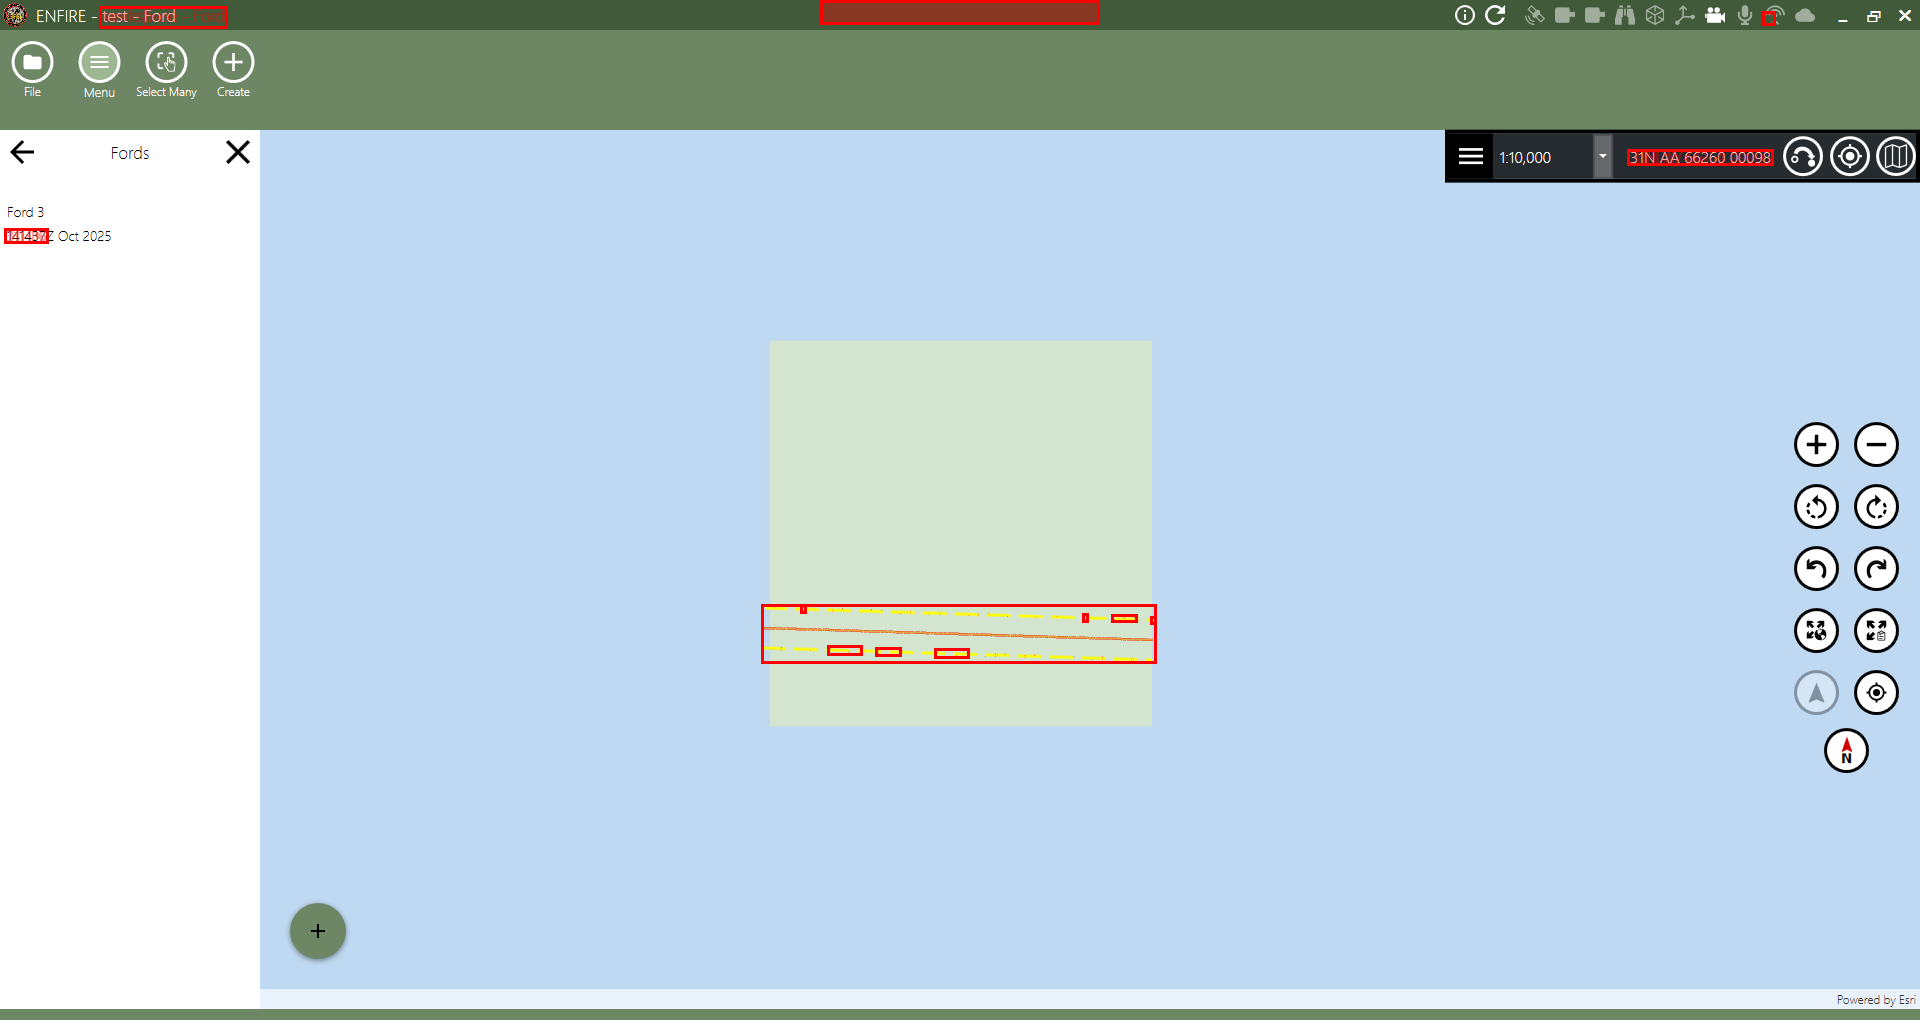 ENFIRE - test - Ford
File
Menu
Select Many
Create
Fords
1:10,000
31N AA 66260 00098
Ford 3
Z Oct 2025
N
Powered by Esri